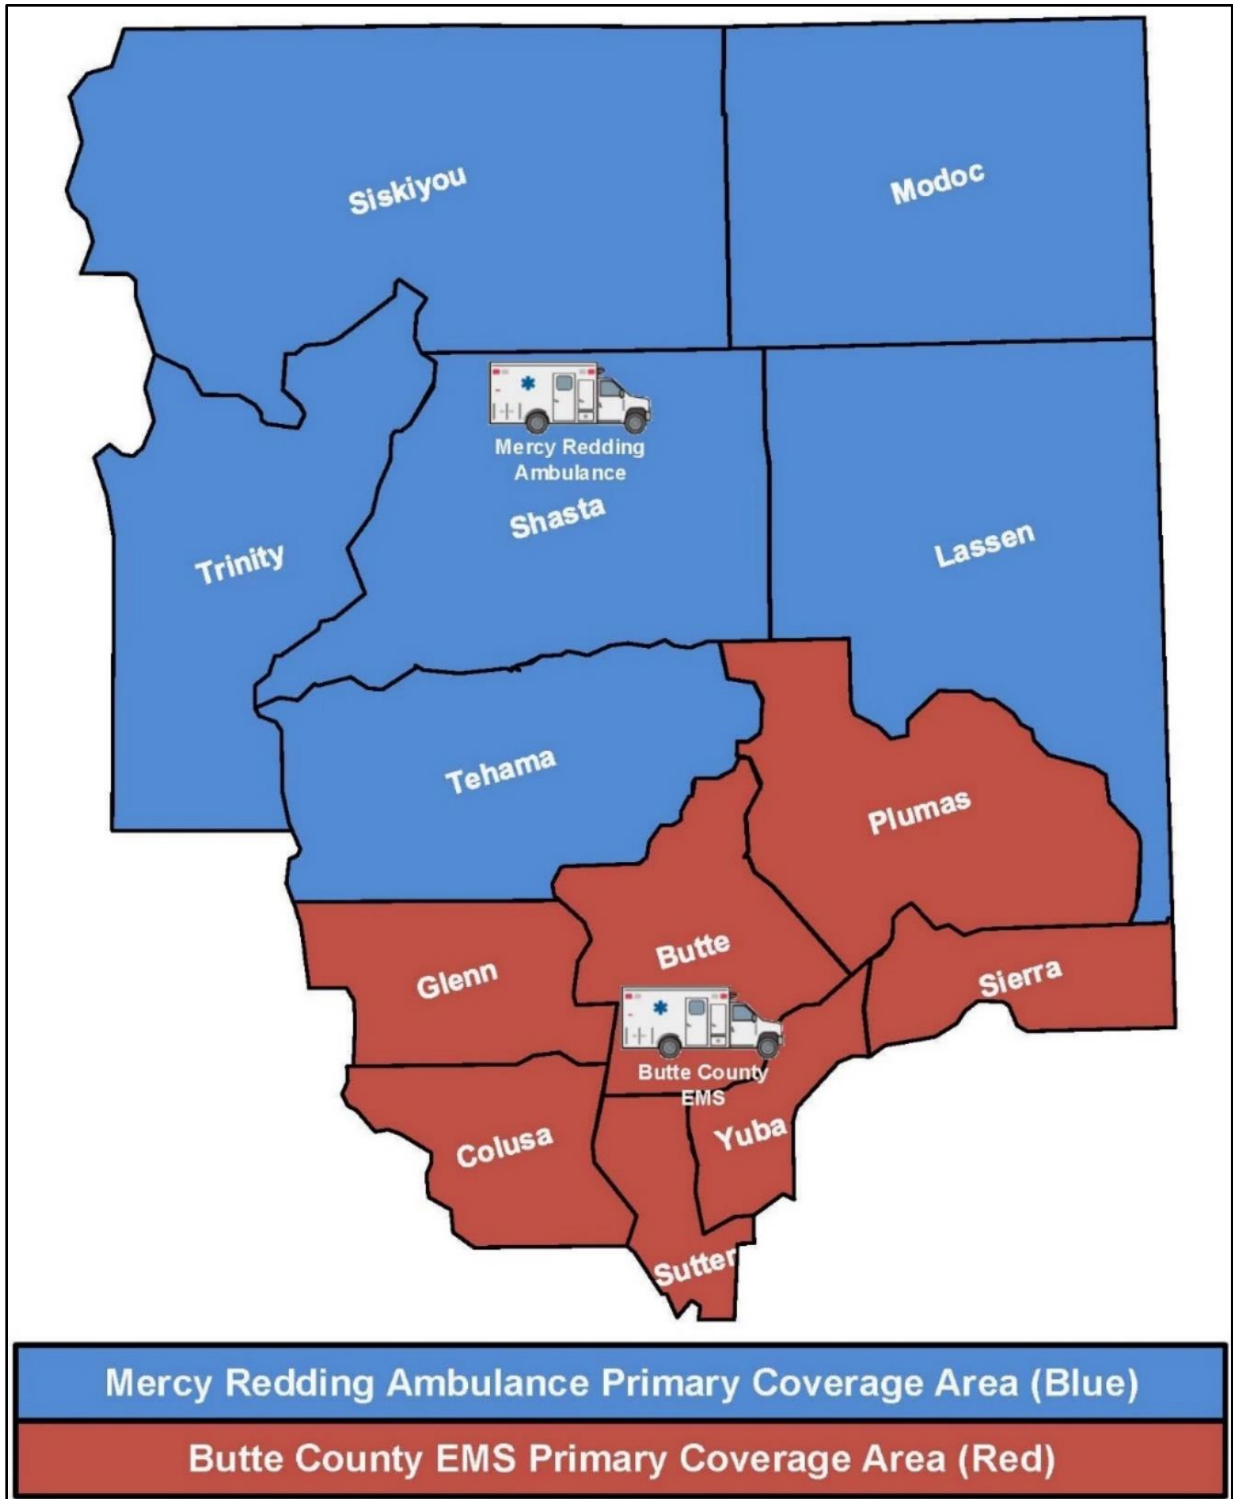 Siskiyou
Modoc
Mercy Redding
Ambulance
Shasta
Trinity
Lassen
Tehama
Plumas
Butte
Glenn
Sierra
Butte County
EMS
Yuba
Colusa
Sutter
Mercy Redding Ambulance Primary Coverage Area (Blue)
Butte County EMS Primary Coverage Area (Red)